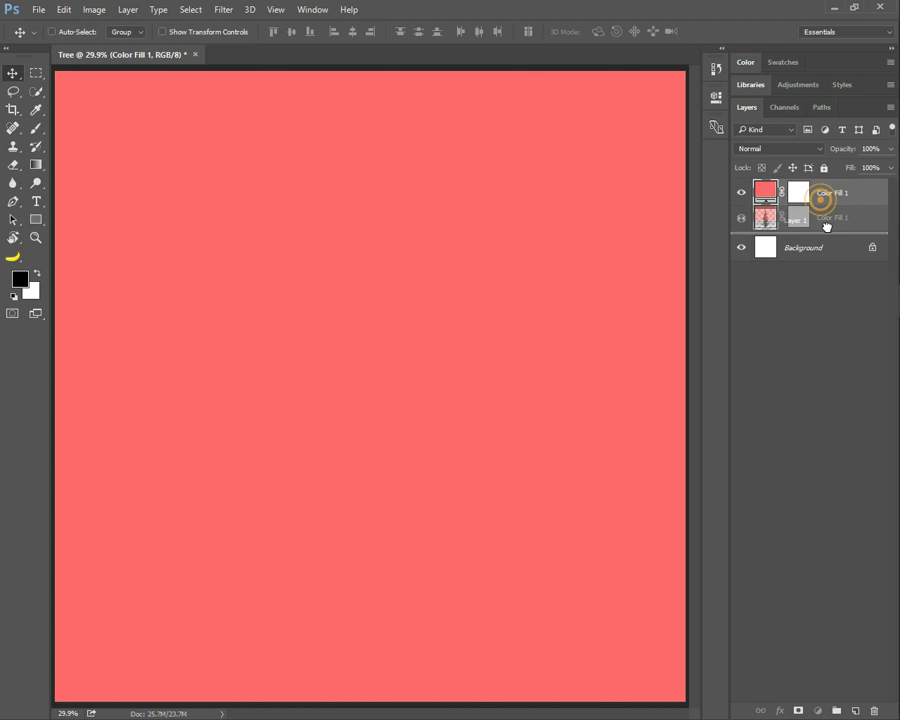 Ps File Edit Image Layer Type Select Filter 3D View Window Help
Auto-Select: Group Show Transform Controls 3D Mode: Essentials
Tree @ 29.9% (Color Fill 1, RGB/8) * ×
Color Swatches
Libraries Adjustments Styles
Layers Channels Paths
Kind
Normal Opacity: 100%
Lock: Fill: 100%
Color Fill 1
Layer 1 Color Fill 1
Background
29.9% Doc: 25.7M/23.7M